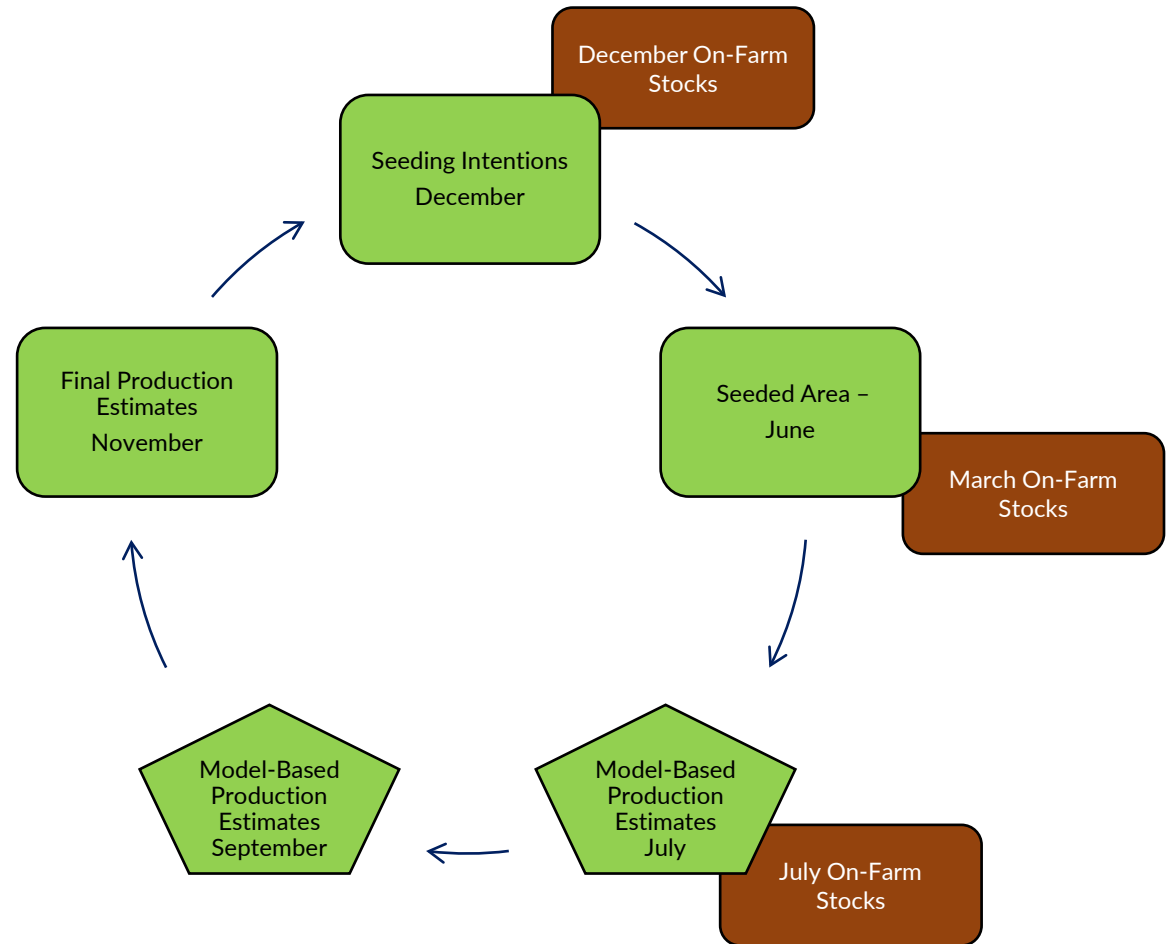 December On-Farm
Stocks
Seeding Intentions
December
Seeded Area –
June
March On-Farm
Stocks
Model-Based
Production
Estimates
July
July On-Farm
Stocks
Model-Based
Production
Estimates
September
Final Production
Estimates
November